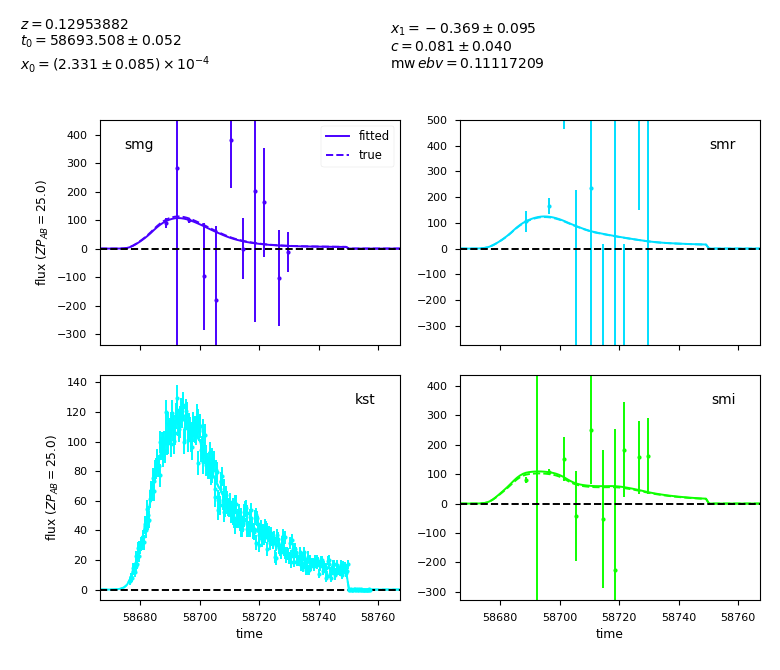 z = 0.12953882
t₀ = 58693.508 ± 0.052
x₀ = (2.331 ± 0.085) × 10⁻⁴
x₁ = −0.369 ± 0.095
c = 0.081 ± 0.040
mw ebv = 0.11117209
400
300
200
100
0
−100
−200
−300
flux (ZP_AB = 25.0)
smg
fitted
true
500
400
300
200
100
0
−100
−200
−300
smr
140
120
100
80
60
40
20
0
flux (ZP_AB = 25.0)
kst
58680 58700 58720 58740 58760
time
400
300
200
100
0
−100
−200
−300
smi
58680 58700 58720 58740 58760
time